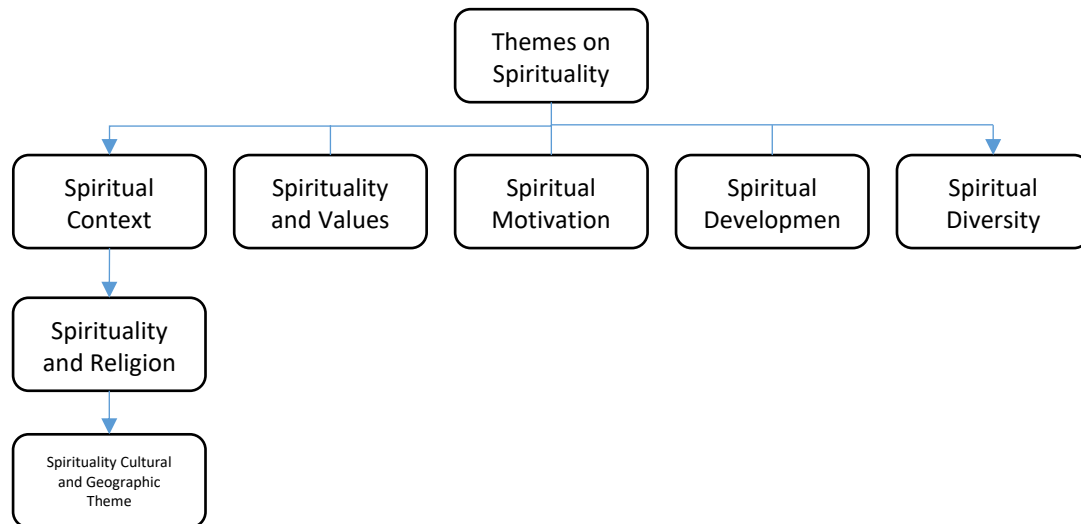 Themes on
Spirituality
Spiritual
Context
Spirituality
and Values
Spiritual
Motivation
Spiritual
Developmen
Spiritual
Diversity
Spirituality
and Religion
Spirituality Cultural
and Geographic
Theme